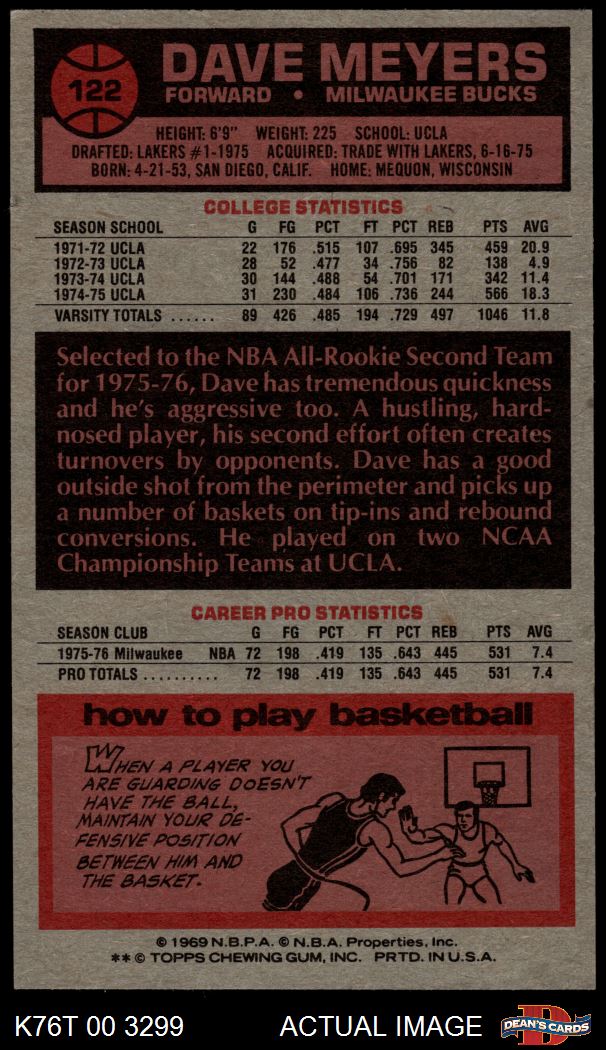 122
DAVE MEYERS
FORWARD • MILWAUKEE BUCKS
HEIGHT: 6'9" WEIGHT: 225 SCHOOL: UCLA
DRAFTED: LAKERS #1-1975 ACQUIRED: TRADE WITH LAKERS, 6-16-75
BORN: 4-21-53, SAN DIEGO, CALIF. HOME: MEQUON, WISCONSIN
COLLEGE STATISTICS
SEASON SCHOOL G FG PCT FT PCT REB PTS AVG
1971-72 UCLA 22 176 .515 107 .695 345 459 20.9
1972-73 UCLA 28 52 .477 34 .756 82 138 4.9
1973-74 UCLA 30 144 .488 54 .701 171 342 11.4
1974-75 UCLA 31 230 .484 106 .736 244 566 18.3
VARSITY TOTALS ...... 89 426 .485 194 .729 497 1046 11.8
Selected to the NBA All-Rookie Second Team
for 1975-76, Dave has tremendous quickness
and he's aggressive too. A hustling, hard-
nosed player, his second effort often creates
turnovers by opponents. Dave has a good
outside shot from the perimeter and picks up
a number of baskets on tip-ins and rebound
conversions. He played on two NCAA
Championship Teams at UCLA.
CAREER PRO STATISTICS
SEASON CLUB G FG PCT FT PCT REB PTS AVG
1975-76 Milwaukee NBA 72 198 .419 135 .643 445 531 7.4
PRO TOTALS .......... 72 198 .419 135 .643 445 531 7.4
how to play basketball
WHEN A PLAYER YOU
ARE GUARDING DOESN'T
HAVE THE BALL,
MAINTAIN YOUR DE-
FENSIVE POSITION
BETWEEN HIM AND
THE BASKET.
© 1969 N.B.P.A. © N.B.A. Properties, Inc.
** © TOPPS CHEWING GUM, INC. PRTD. IN U.S.A.
K76T 00 3299 ACTUAL IMAGE DEAN'S CARDS